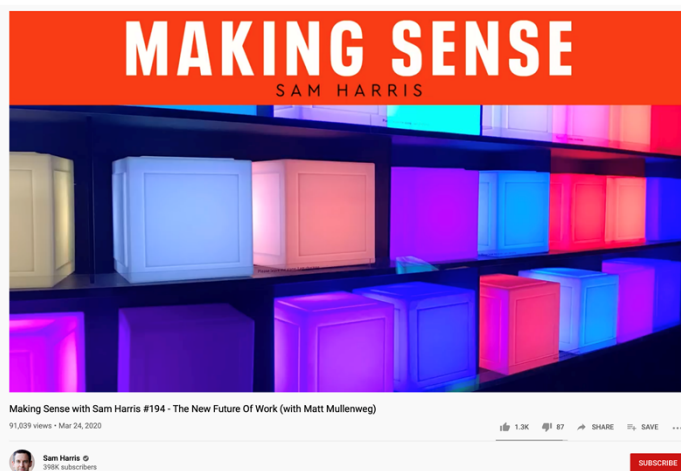 MAKING SENSE
SAM HARRIS
Making Sense with Sam Harris #194 - The New Future Of Work (with Matt Mullenweg)
91,039 views • Mar 24, 2020
1.3K 87 SHARE SAVE
Sam Harris
398K subscribers
SUBSCRIBE